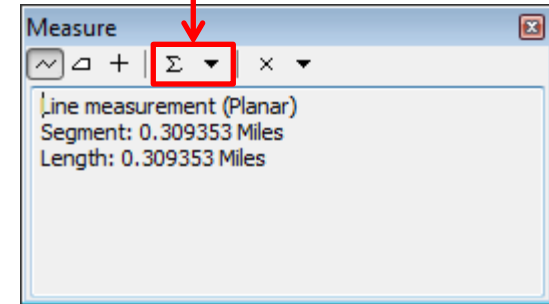 Measure
Σ
Line measurement (Planar)
Segment: 0.309353 Miles
Length: 0.309353 Miles